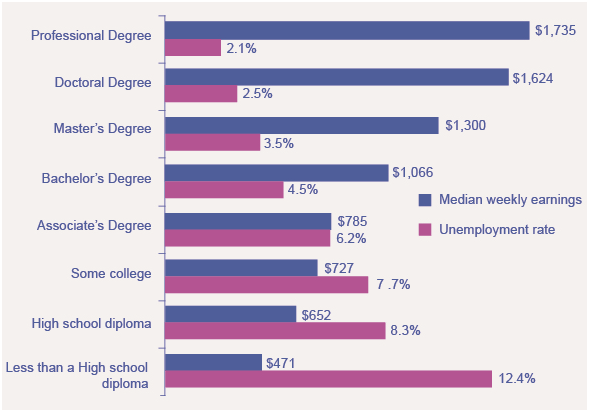 Professional Degree
$1,735
2.1%
Doctoral Degree
$1,624
2.5%
Master's Degree
$1,300
3.5%
Bachelor's Degree
$1,066
4.5%
Median weekly earnings
Associate's Degree
$785
6.2%
Unemployment rate
Some college
$727
7 .7%
High school diploma
$652
8.3%
Less than a High school
diploma
$471
12.4%